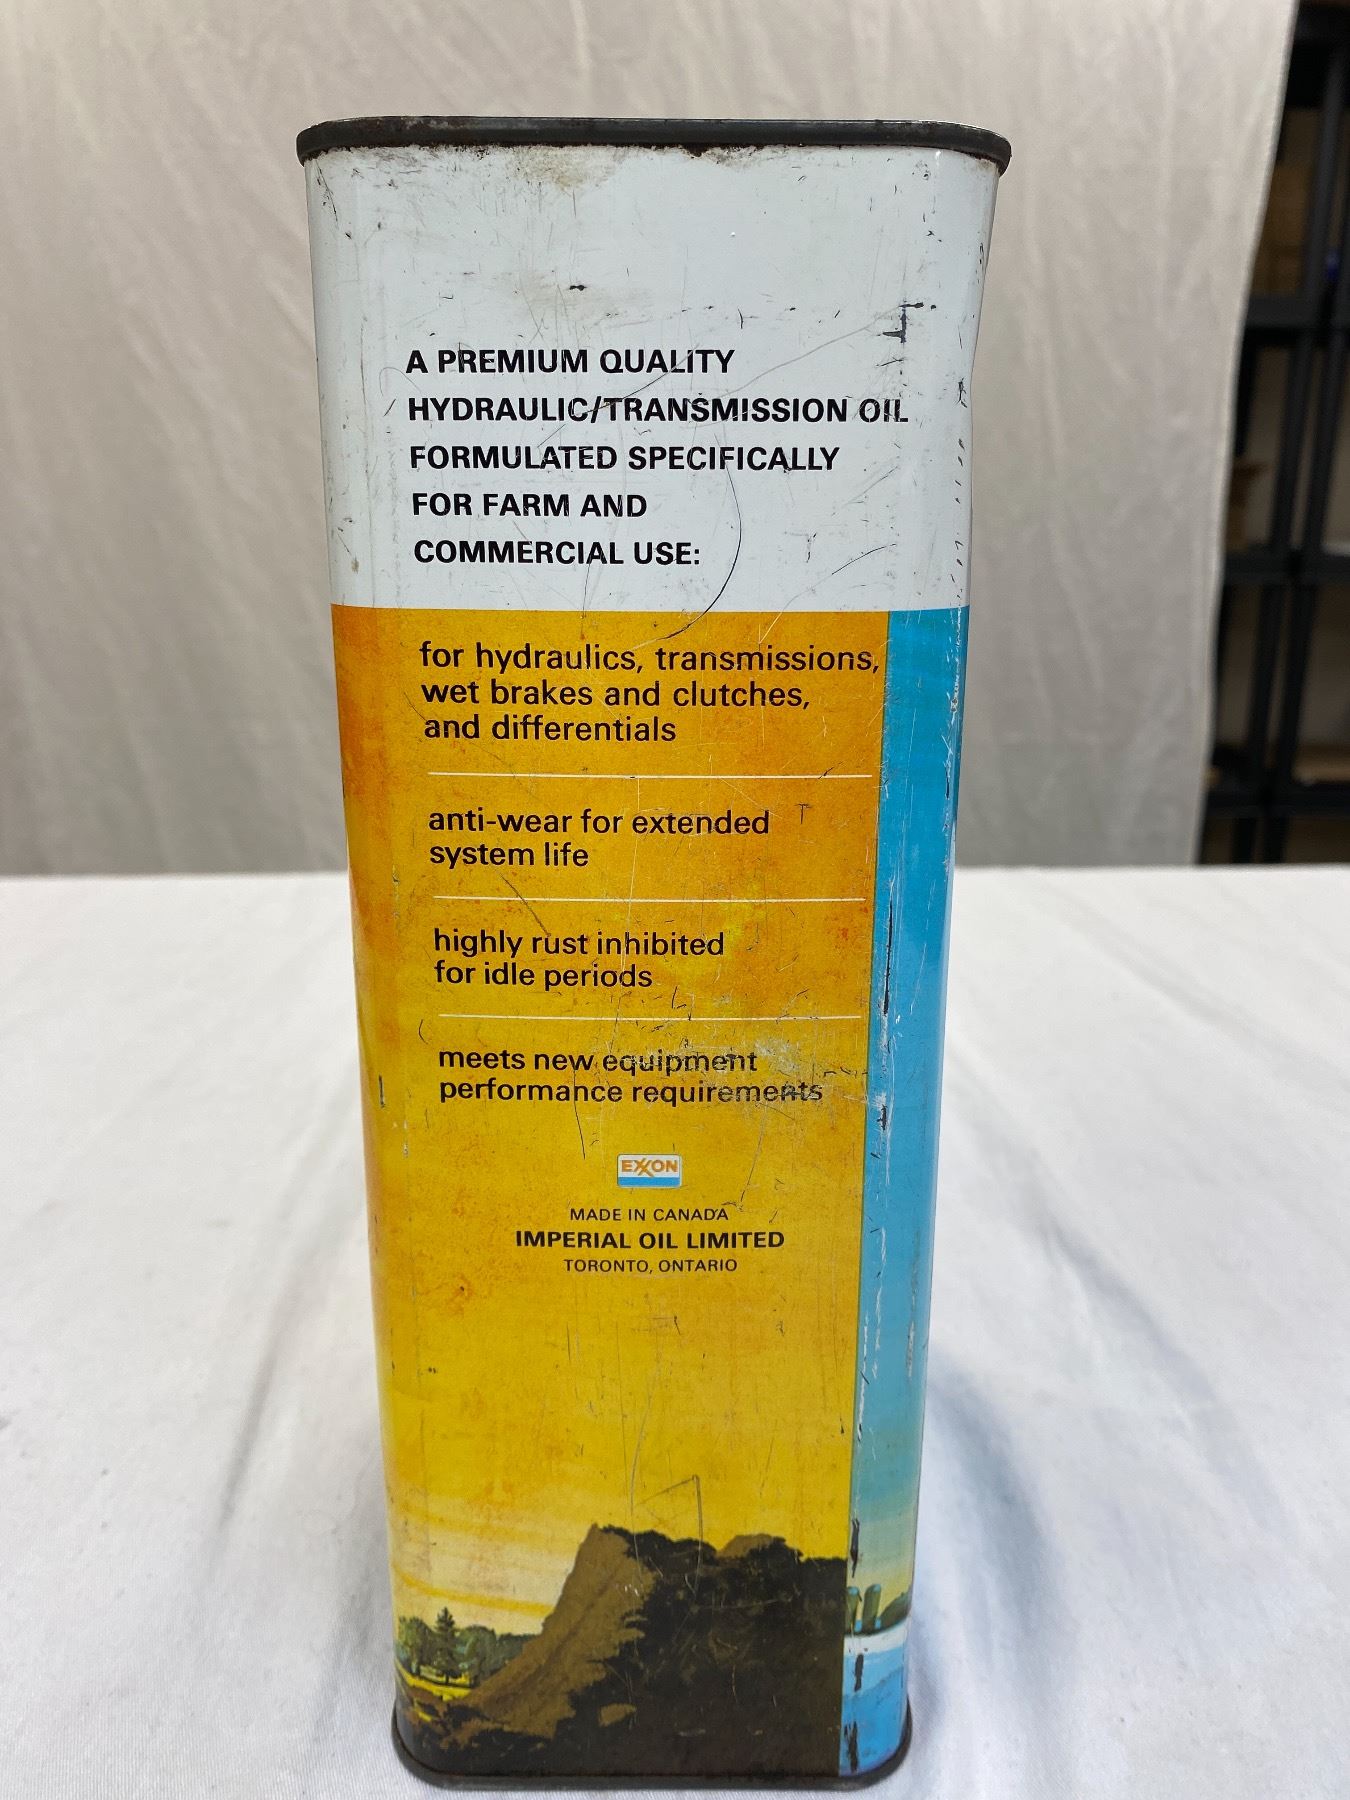 A PREMIUM QUALITY
HYDRAULIC/TRANSMISSION OIL
FORMULATED SPECIFICALLY
FOR FARM AND
COMMERCIAL USE:
for hydraulics, transmissions,
wet brakes and clutches,
and differentials
anti-wear for extended
system life
highly rust inhibited
for idle periods
meets new equipment
performance requirements
EXXON
MADE IN CANADA
IMPERIAL OIL LIMITED
TORONTO, ONTARIO